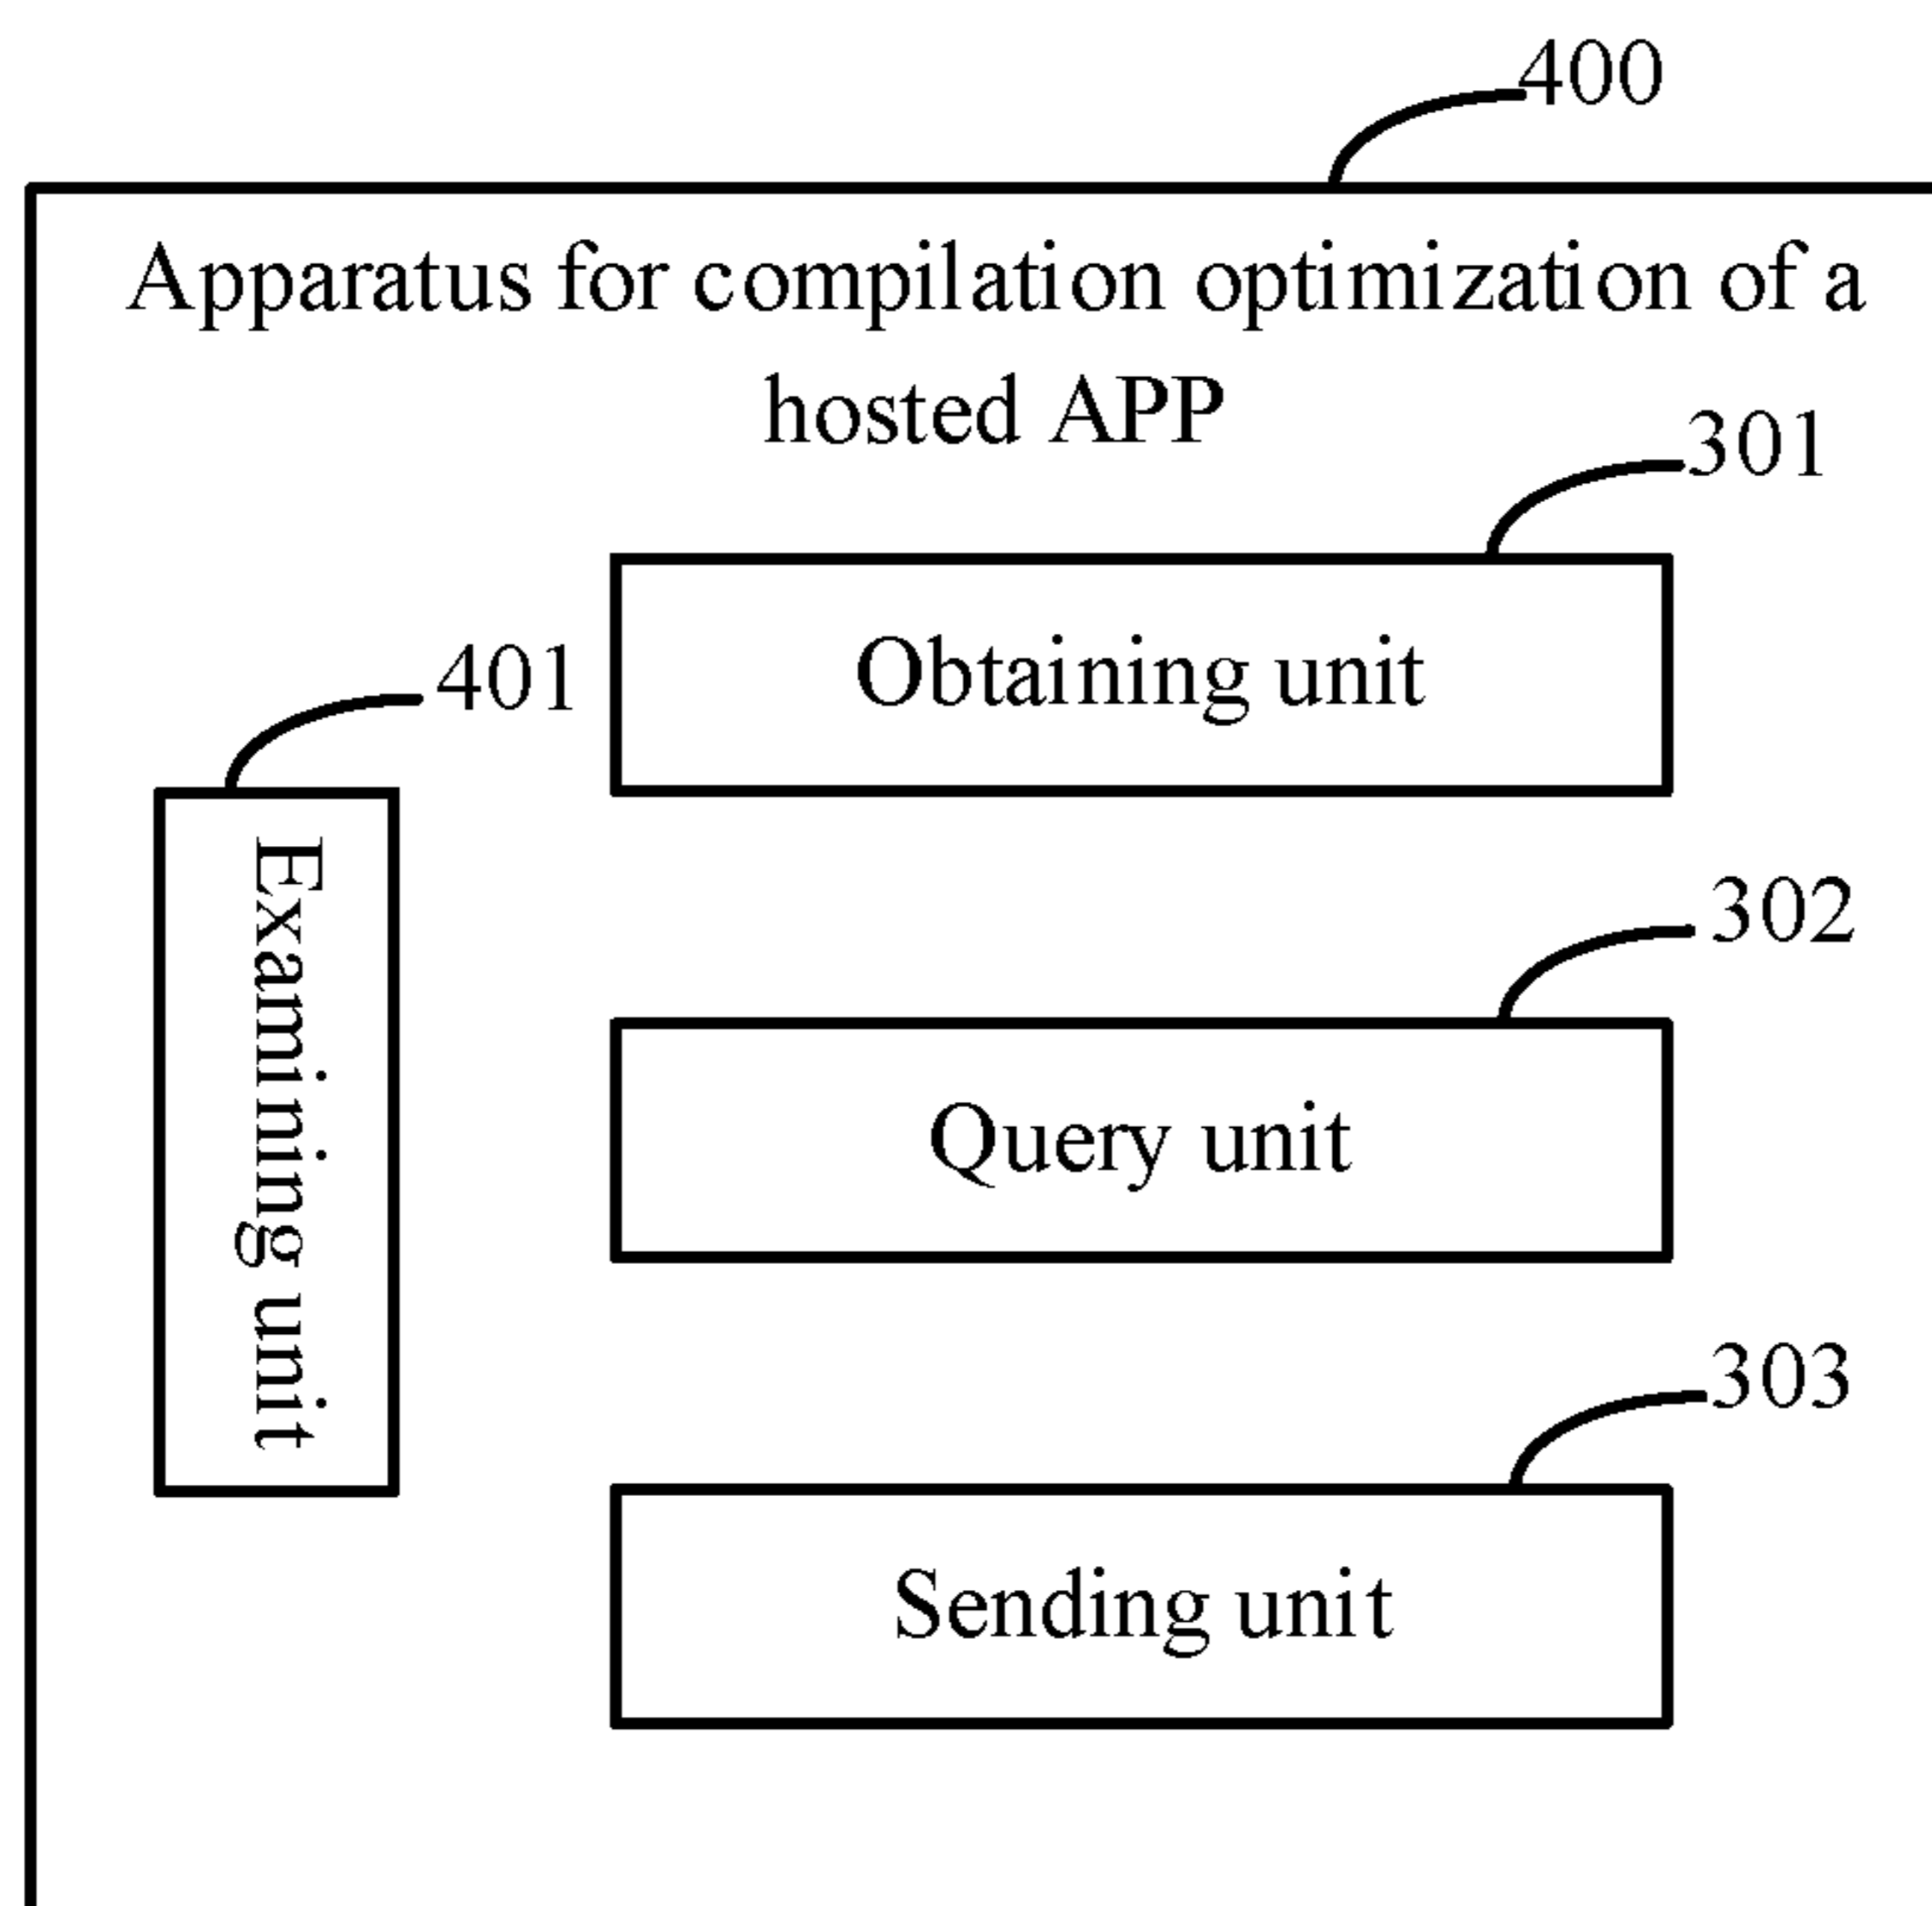 400
Apparatus for compilation optimization of a
hosted APP
301
Obtaining unit
401
Examining unit
302
Query unit
303
Sending unit